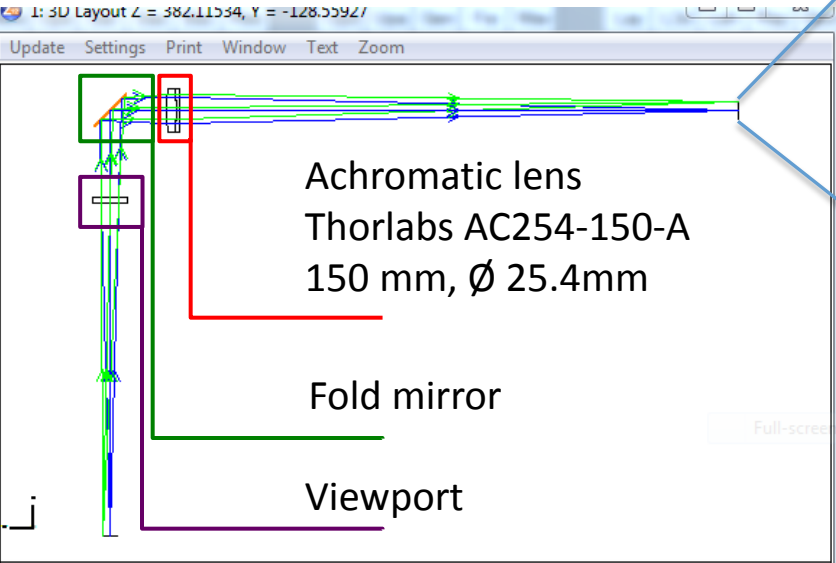 1: 3D Layout Z = 382.11534, Y = -128.55927
Update Settings Print Window Text Zoom
Achromatic lens
Thorlabs AC254-150-A
150 mm, Ø 25.4mm
Fold mirror
Full-screen
Viewport